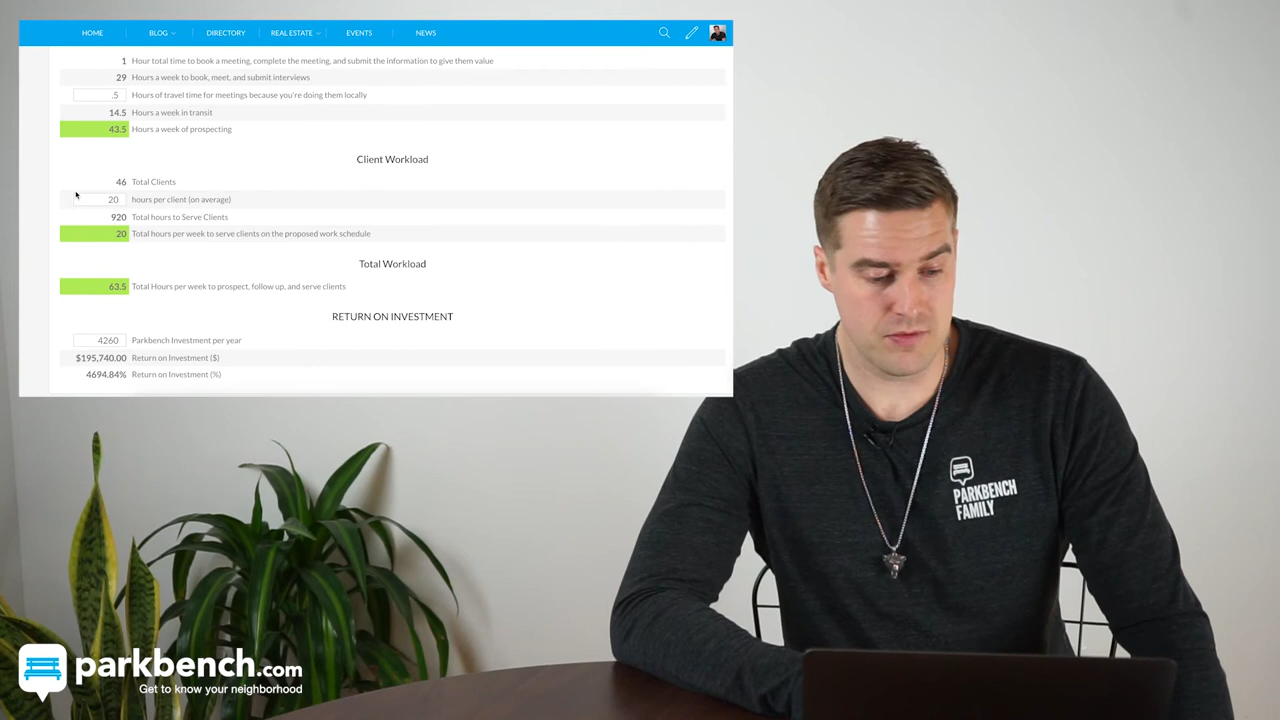 HOME BLOG DIRECTORY REAL ESTATE EVENTS NEWS
1 Hour total time to book a meeting, complete the meeting, and submit the information to give them value
29 Hours a week to book, meet, and submit interviews
.5 Hours of travel time for meetings because you're doing them locally
14.5 Hours a week in transit
43.5 Hours a week of prospecting
Client Workload
46 Total Clients
20 hours per client (on average)
920 Total hours to Serve Clients
20 Total hours per week to serve clients on the proposed work schedule
Total Workload
63.5 Total Hours per week to prospect, follow up, and serve clients
RETURN ON INVESTMENT
4260 Parkbench Investment per year
$195,740.00 Return on Investment ($)
4694.84% Return on Investment (%)
PARKBENCH
FAMILY
parkbench.com
Get to know your neighborhood